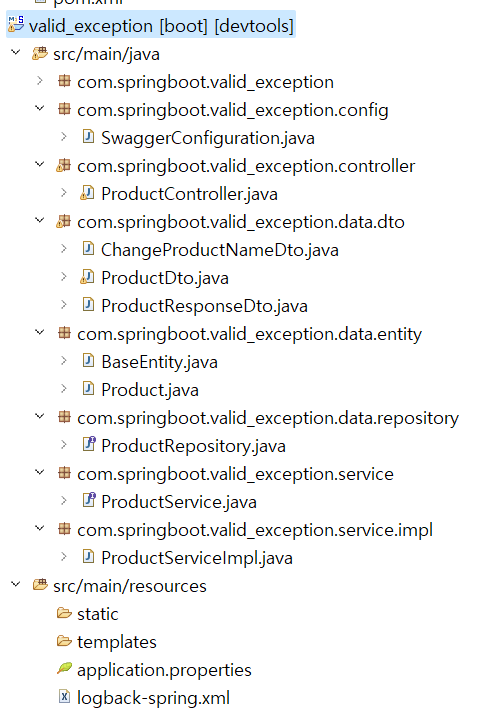 pom.xml
valid_exception [boot] [devtools]
src/main/java
com.springboot.valid_exception
com.springboot.valid_exception.config
SwaggerConfiguration.java
com.springboot.valid_exception.controller
ProductController.java
com.springboot.valid_exception.data.dto
ChangeProductNameDto.java
ProductDto.java
ProductResponseDto.java
com.springboot.valid_exception.data.entity
BaseEntity.java
Product.java
com.springboot.valid_exception.data.repository
ProductRepository.java
com.springboot.valid_exception.service
ProductService.java
com.springboot.valid_exception.service.impl
ProductServiceImpl.java
src/main/resources
static
templates
application.properties
logback-spring.xml